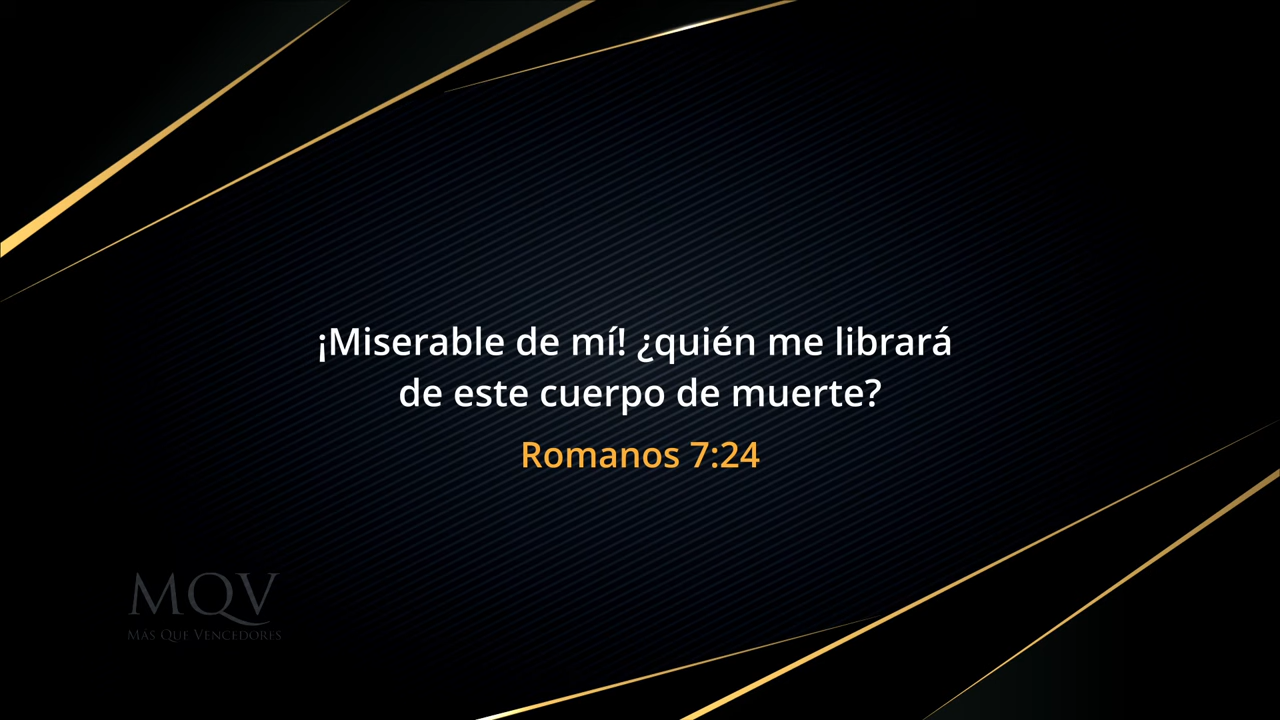 ¡Miserable de mí! ¿quién me librará
de este cuerpo de muerte?
Romanos 7:24
MQV
Más Que Vencedores